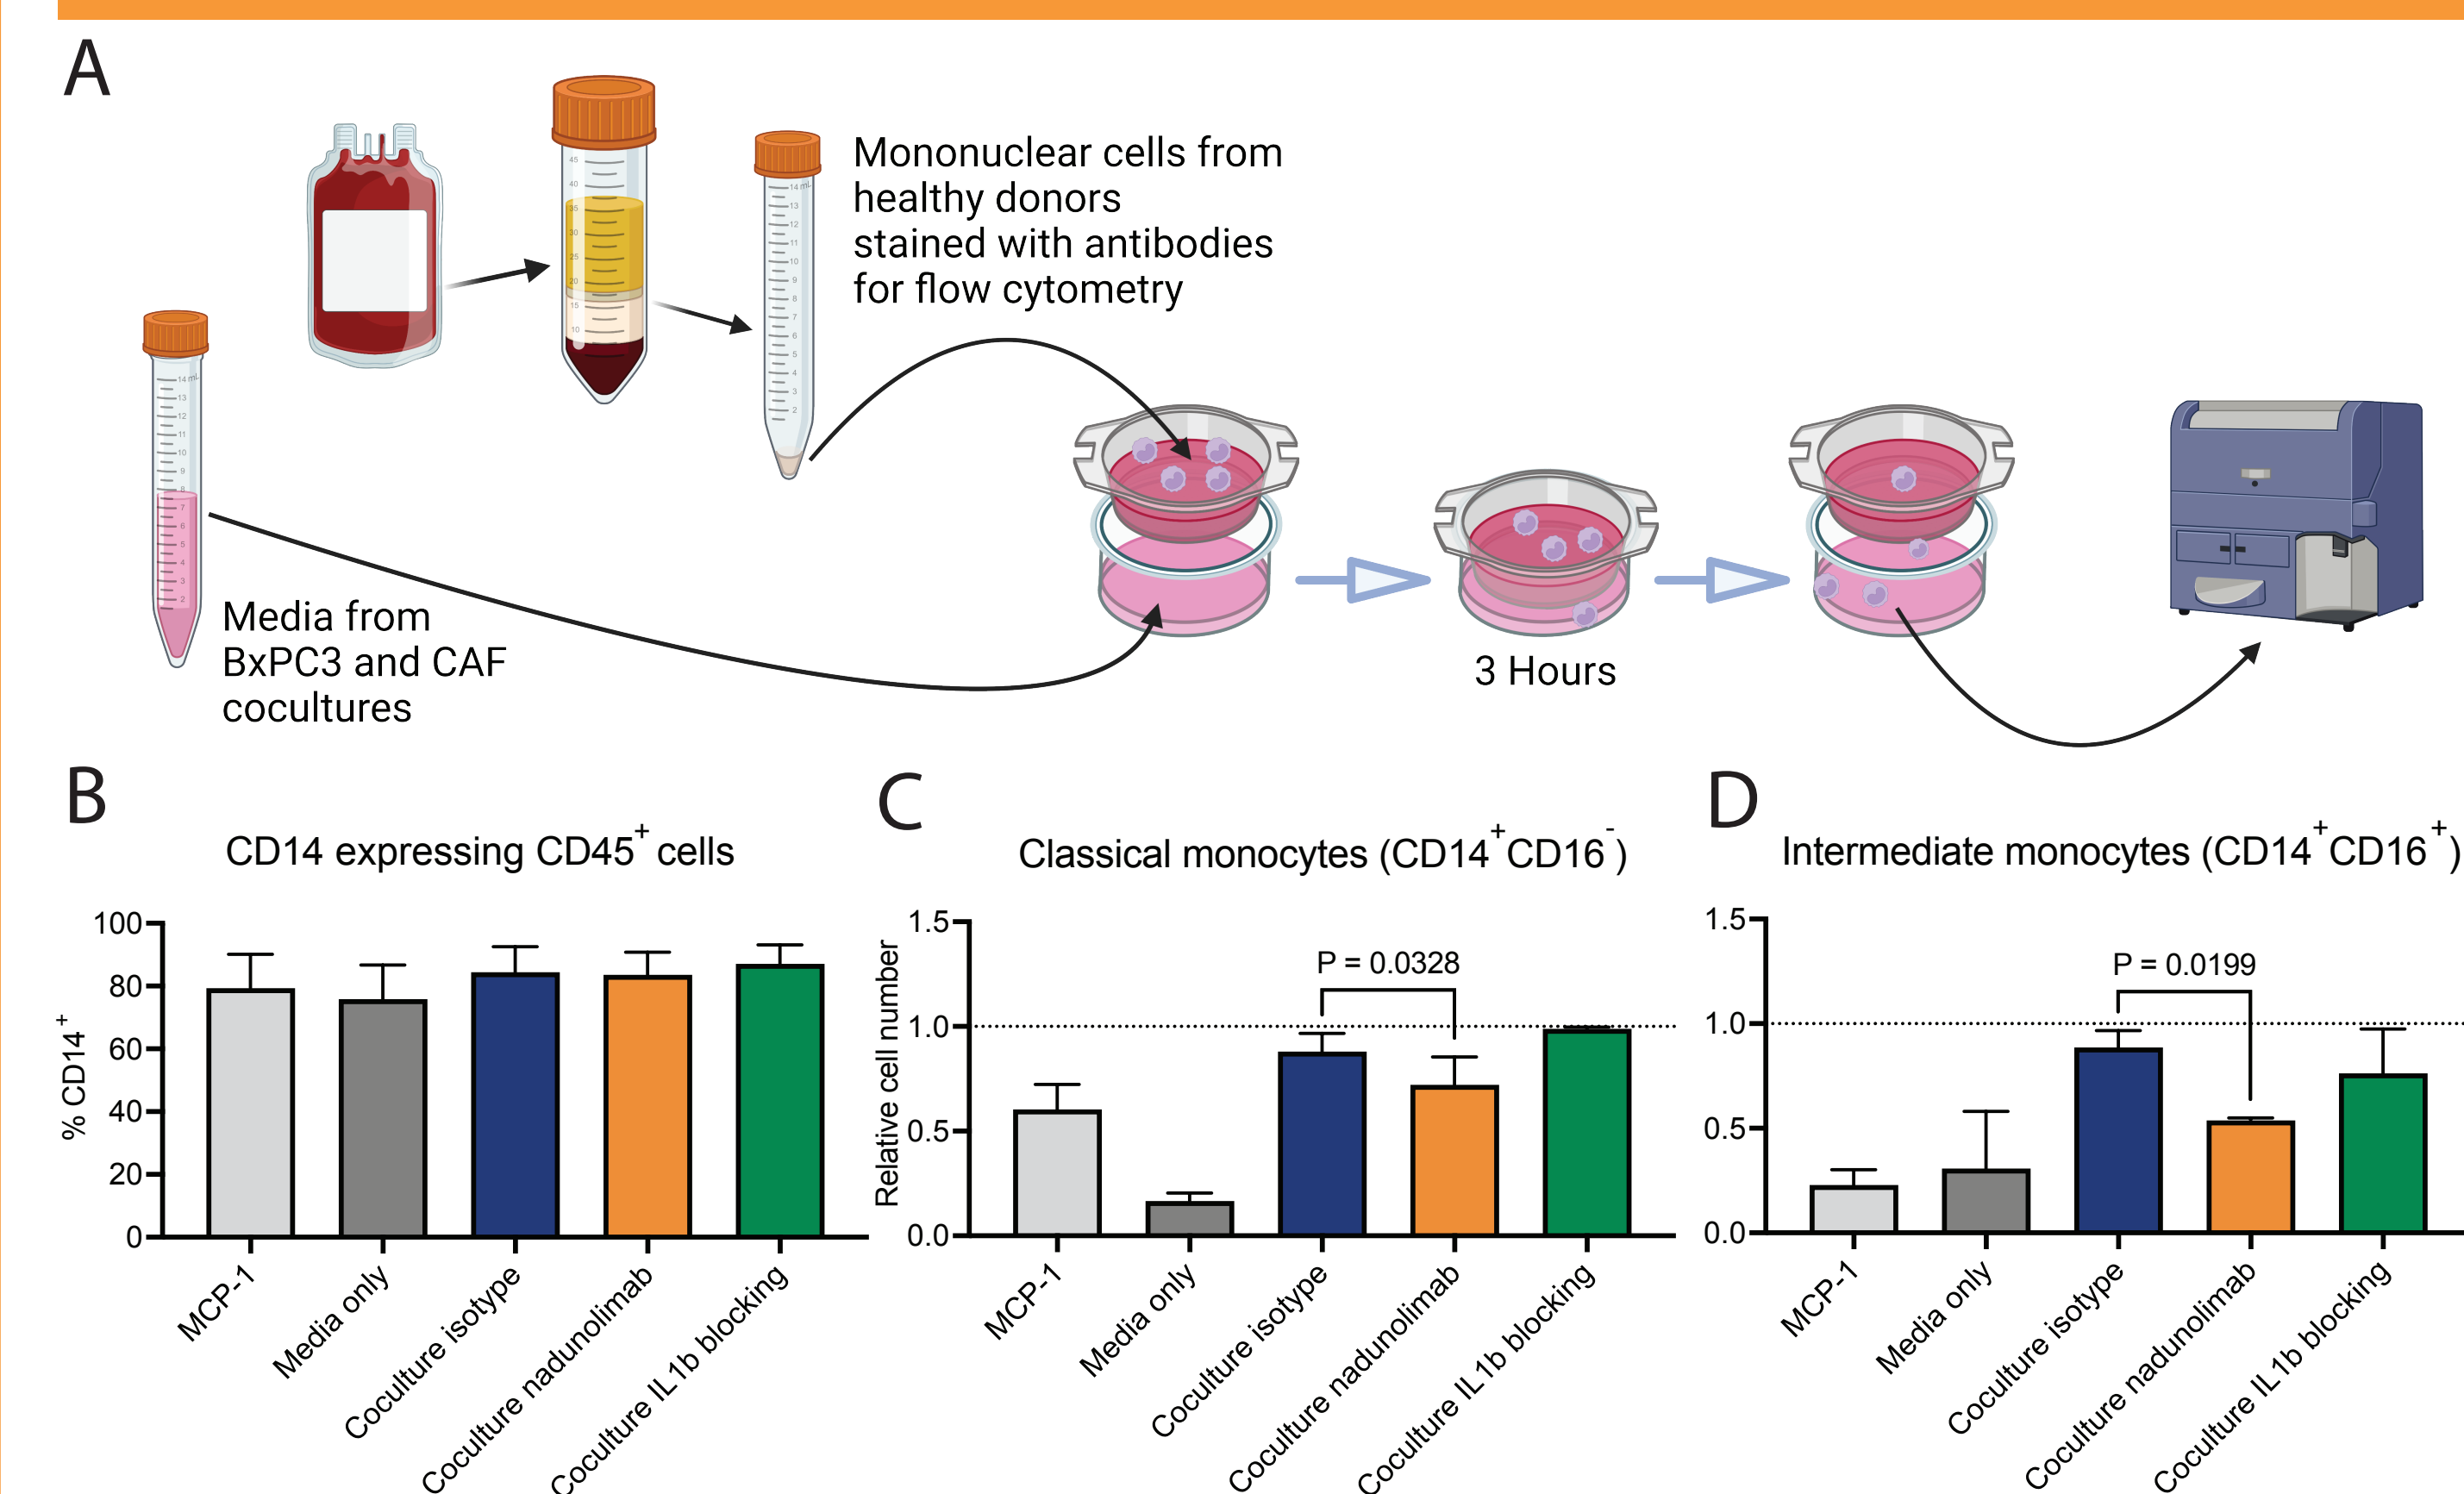 A
Mononuclear cells from
healthy donors
stained with antibodies
for flow cytometry
Media from
BxPC3 and CAF
cocultures
3 Hours
B
CD14 expressing CD45+ cells
% CD14+
100
80
60
40
20
0
MCP-1
Media only
Coculture isotype
Coculture nadunolimab
Coculture IL1b blocking
C
Classical monocytes (CD14+CD16-)
Relative cell number
1.5
1.0
0.5
0.0
P = 0.0328
MCP-1
Media only
Coculture isotype
Coculture nadunolimab
Coculture IL1b blocking
D
Intermediate monocytes (CD14+CD16+)
1.5
1.0
0.5
0.0
P = 0.0199
MCP-1
Media only
Coculture isotype
Coculture nadunolimab
Coculture IL1b blocking